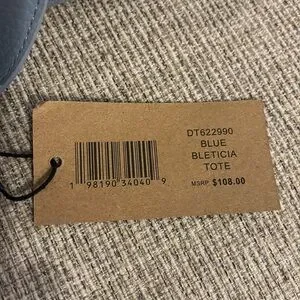 DT622990
BLUE
BLETICIA
TOTE
MSRP $108.00
1 98190 34040 9